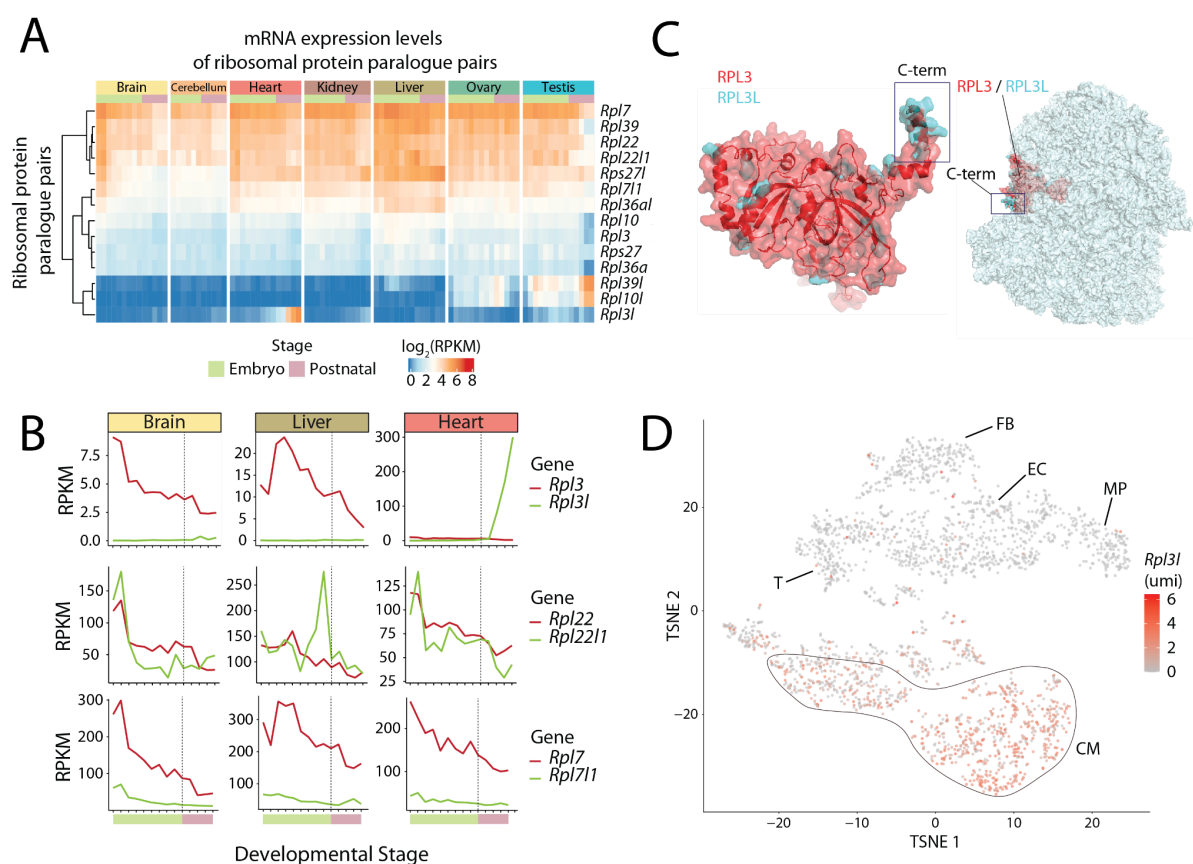 A
mRNA expression levels
of ribosomal protein paralogue pairs
Brain Cerebellum Heart Kidney Liver Ovary Testis
Ribosomal protein
paralogue pairs
Rpl7
Rpl39
Rpl22
Rpl22l1
Rps27l
Rpl7l1
Rpl36al
Rpl10
Rpl3
Rps27
Rpl36a
Rpl39l
Rpl10l
Rpl3l
Stage
Embryo Postnatal
log2(RPKM)
0 2 4 6 8
B
Brain Liver Heart
RPKM
7.5
5.0
2.5
0.0
20
15
10
5
0
300
200
100
0
Gene
Rpl3
Rpl3l
RPKM
150
100
50
250
200
150
100
125
100
75
50
25
Gene
Rpl22
Rpl22l1
RPKM
300
200
100
300
200
100
200
100
Gene
Rpl7
Rpl7l1
Developmental Stage
C
RPL3
RPL3L
C-term
RPL3 / RPL3L
C-term
D
FB
EC
MP
T
CM
TSNE 2
20
0
−20
−20 −10 0 10 20
TSNE 1
Rpl3l
(umi)
6
4
2
0